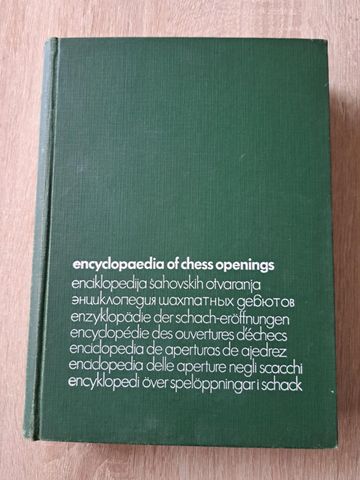 encyclopaedia of chess openings
enciklopedija šahovskih otvaranja
энциклопедия шахматных дебютов
enzyklopädie der schach-eröffnungen
encyclopédie des ouvertures d'échecs
enciclopedia de aperturas de ajedrez
enciclopedia delle aperture negli scacchi
encyklopedi över spelöppningar i schack